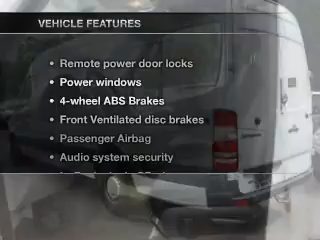 VEHICLE FEATURES
• Remote power door locks
• Power windows
• 4-wheel ABS Brakes
• Front Ventilated disc brakes
• Passenger Airbag
• Audio system security